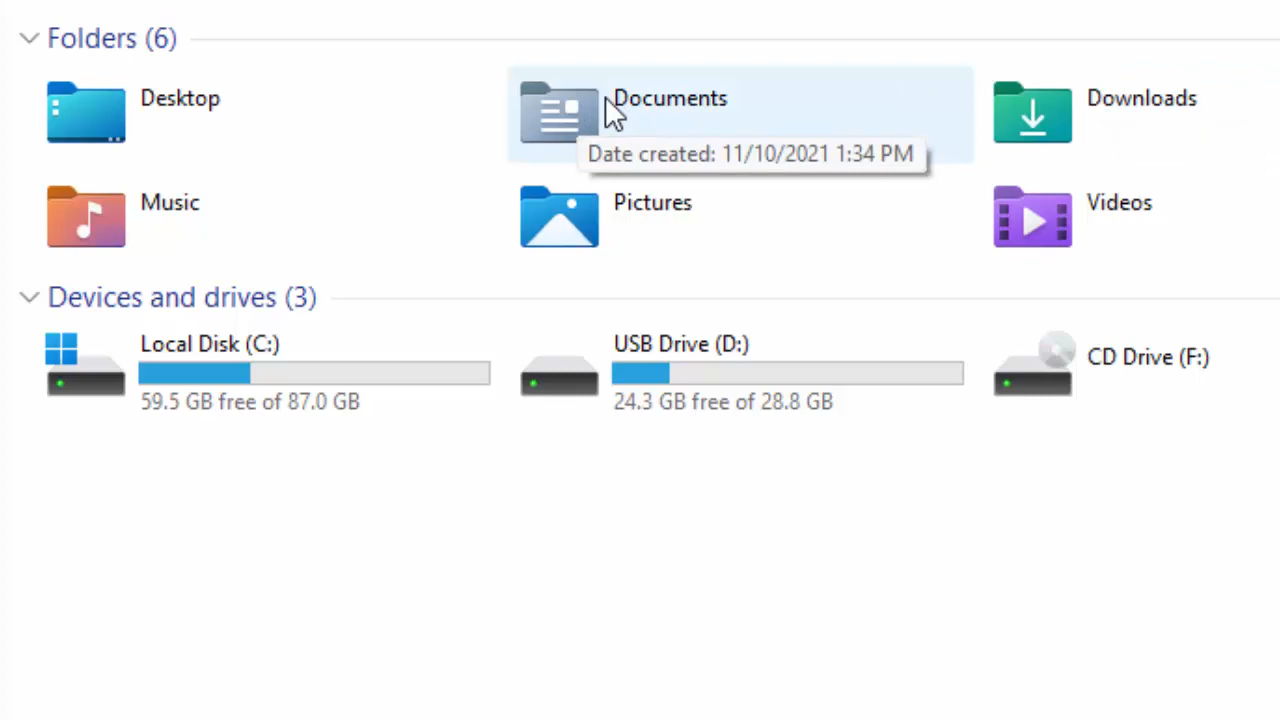 Folders (6)
Desktop
Documents
Downloads
Date created: 11/10/2021 1:34 PM
Music
Pictures
Videos
Devices and drives (3)
Local Disk (C:)
59.5 GB free of 87.0 GB
USB Drive (D:)
24.3 GB free of 28.8 GB
CD Drive (F:)